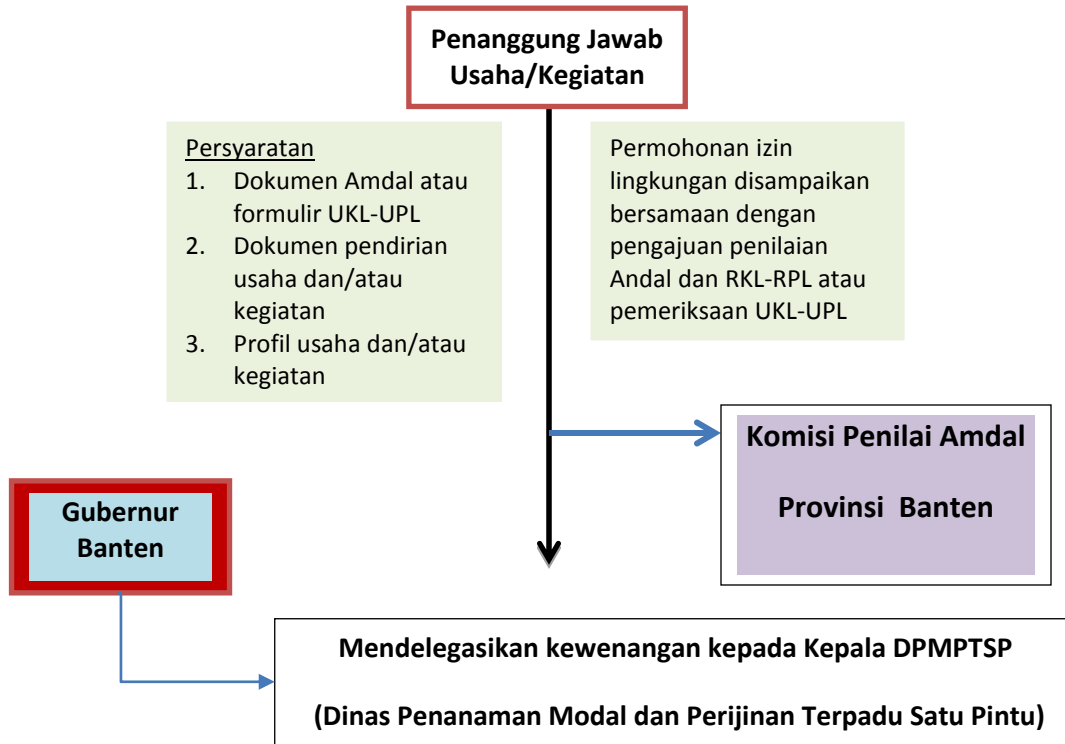 Penanggung Jawab
Usaha/Kegiatan
Persyaratan
1. Dokumen Amdal atau
formulir UKL-UPL
2. Dokumen pendirian
usaha dan/atau
kegiatan
3. Profil usaha dan/atau
kegiatan
Permohonan izin
lingkungan disampaikan
bersamaan dengan
pengajuan penilaian
Andal dan RKL-RPL atau
pemeriksaan UKL-UPL
Komisi Penilai Amdal
Provinsi Banten
Gubernur
Banten
Mendelegasikan kewenangan kepada Kepala DPMPTSP
(Dinas Penanaman Modal dan Perijinan Terpadu Satu Pintu)